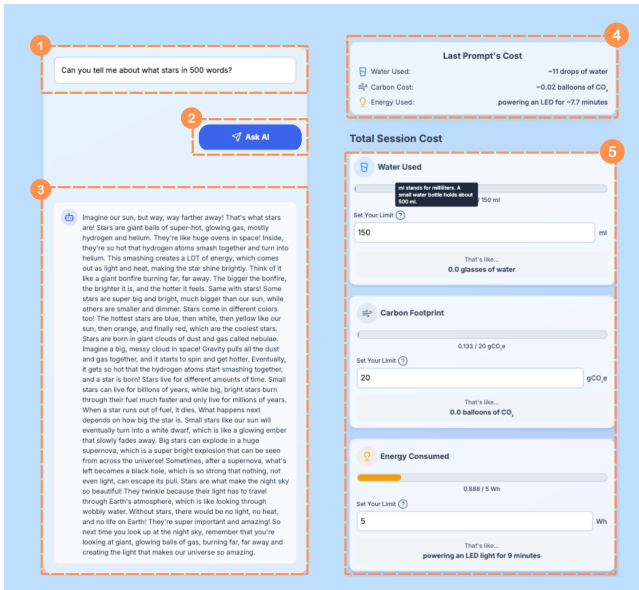 1
Can you tell me about what stars in 500 words?
2
Ask AI
3
Imagine our sun, but way, way farther away! That's what stars
are! Stars are giant balls of super-hot, glowing gas, mostly
hydrogen and helium. They're like huge ovens in space! Inside,
they're so hot that hydrogen atoms smash together and turn into
helium. This smashing creates a LOT of energy, which comes
out as light and heat, making the star shine brightly. Think of it
like a giant bonfire burning far, far away. The bigger the bonfire,
the brighter it is, and the hotter it feels. Same with stars! Some
stars are super big and bright, much bigger than our sun, while
others are smaller and dimmer. Stars come in different colors
too! The hottest stars are blue, then white, then yellow like our
sun, then orange, and finally red, which are the coolest stars.
Stars are born in giant clouds of dust and gas called nebulae.
Imagine a big, messy cloud in space! Gravity pulls all the dust
and gas together, and it starts to spin and get hotter. Eventually,
it gets so hot that the hydrogen atoms start smashing together,
and a star is born! Stars live for different amounts of time. Small
stars can live for billions of years, while big, bright stars burn
through their fuel much faster and only live for millions of years.
When a star runs out of fuel, it dies. What happens next
depends on how big the star is. Small stars like our sun will
eventually turn into a white dwarf, which is like a glowing ember
that slowly fades away. Big stars can explode in a huge
supernova, which is a super bright explosion that can be seen
from across the universe! Sometimes, after a supernova, what's
left becomes a black hole, which is so strong that nothing, not
even light, can escape its pull. Stars are what make the night sky
so beautiful! They twinkle because their light has to travel
through Earth's atmosphere, which is like looking through
wobbly water. Without stars, there would be no light, no heat,
and no life on Earth! They're super important and amazing! So
next time you look up at the night sky, remember that you're
looking at giant, glowing balls of gas, burning far, far away and
creating the light that makes our universe so amazing.
4
Last Prompt's Cost
Water Used: ~11 drops of water
Carbon Cost: ~0.02 balloons of CO₂
Energy Used: powering an LED for ~7.7 minutes
Total Session Cost
5
Water Used
ml stands for milliliters. A
small water bottle holds about
500 ml.
/ 150 ml
Set Your Limit ?
150 ml
That's like...
0.0 glasses of water
Carbon Footprint
0.133 / 20 gCO₂e
Set Your Limit ?
20 gCO₂e
That's like...
0.0 balloons of CO₂
Energy Consumed
0.888 / 5 Wh
Set Your Limit ?
5 Wh
That's like...
powering an LED light for 9 minutes